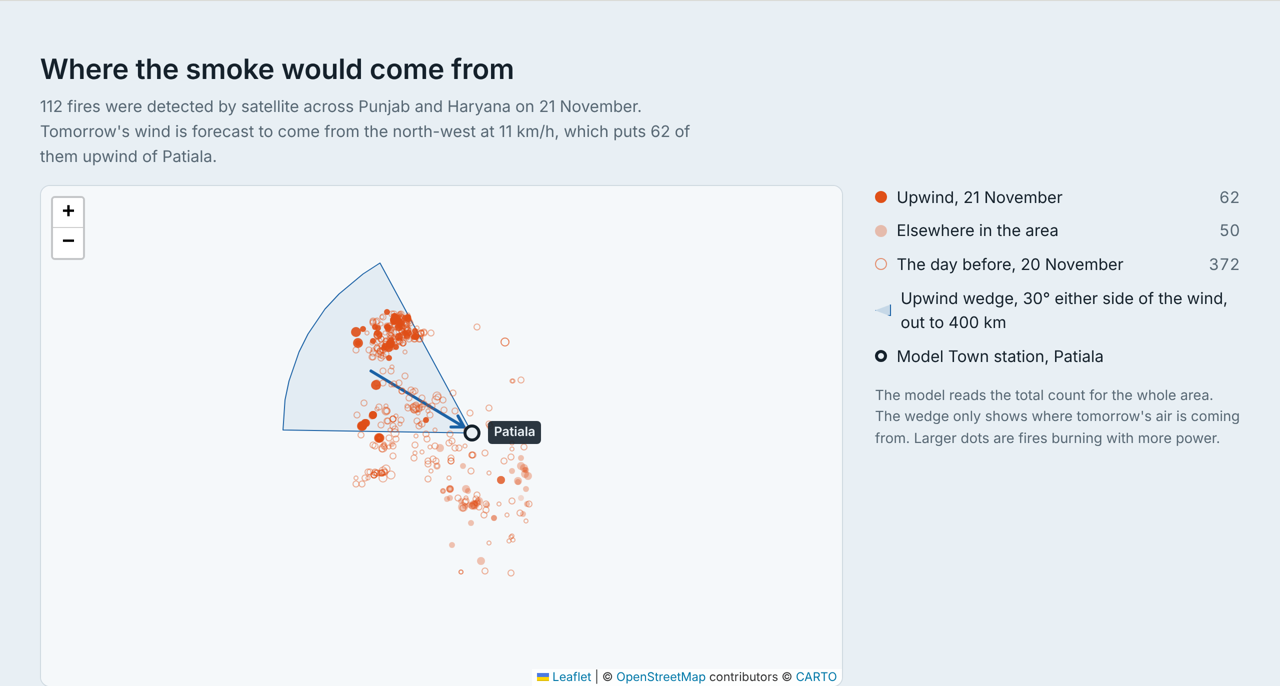 Where the smoke would come from
112 fires were detected by satellite across Punjab and Haryana on 21 November.
Tomorrow's wind is forecast to come from the north-west at 11 km/h, which puts 62 of
them upwind of Patiala.
+
−
Patiala
Leaflet | © OpenStreetMap contributors © CARTO
Upwind, 21 November 62
Elsewhere in the area 50
The day before, 20 November 372
Upwind wedge, 30° either side of the wind,
out to 400 km
Model Town station, Patiala
The model reads the total count for the whole area.
The wedge only shows where tomorrow's air is coming
from. Larger dots are fires burning with more power.